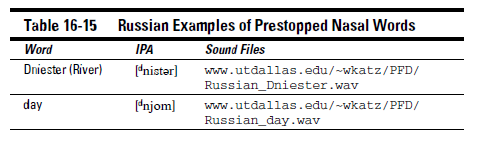 Table 16-15 Russian Examples of Prestopped Nasal Words
Word IPA Sound Files
Dniester (River) [ᵈnistər] www.utdallas.edu/~wkatz/PFD/
Russian_Dniester.wav
day [ᵈnjom] www.utdallas.edu/~wkatz/PFD/
Russian_day.wav